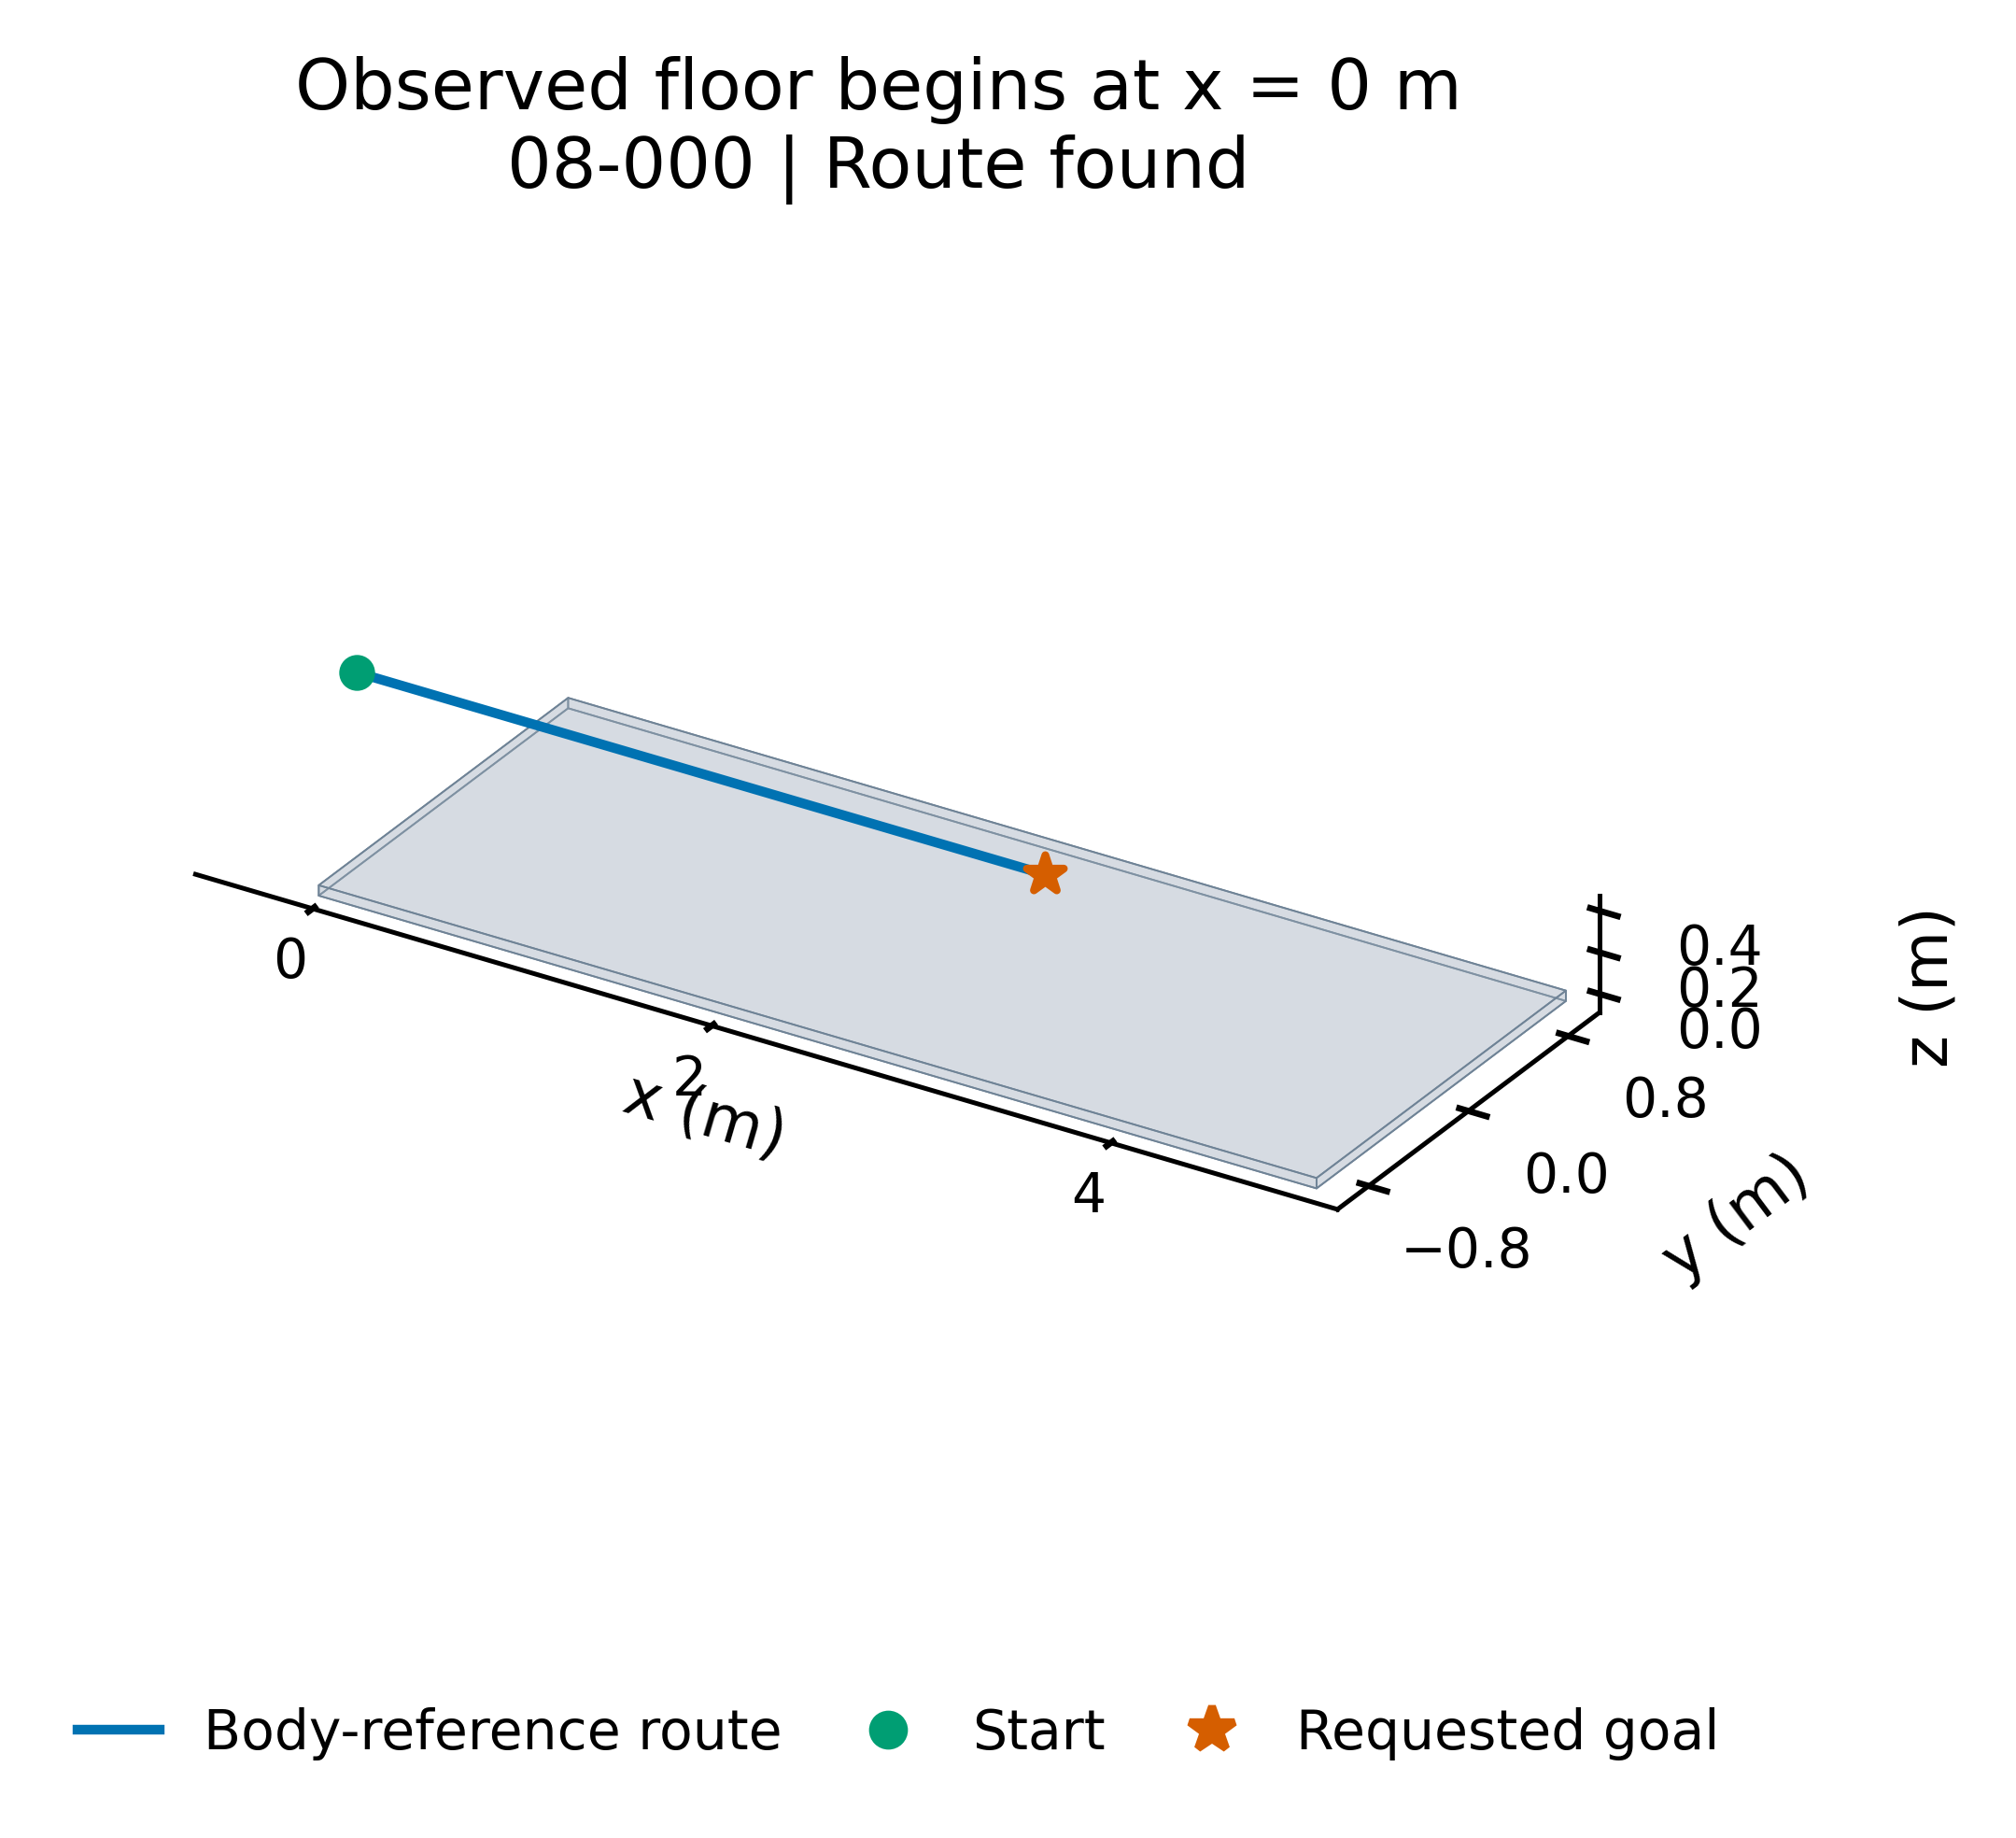 Observed floor begins at x = 0 m
08-000 | Route found
0
2
4
x (m)
−0.8
0.0
0.8
y (m)
0.4
0.2
0.0
z (m)
Body-reference route
Start
Requested goal